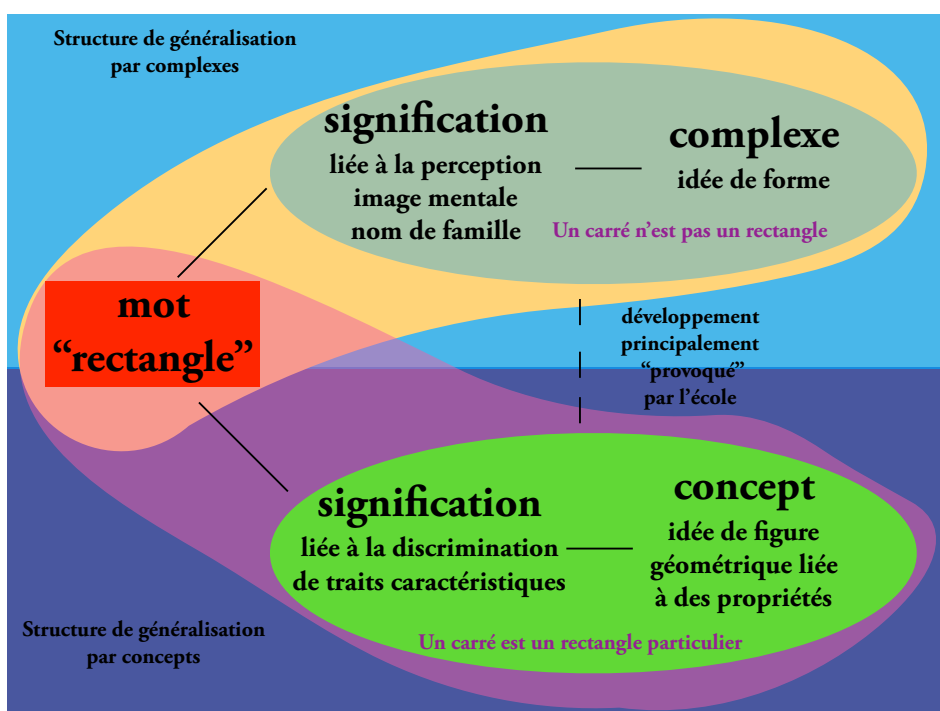 Structure de généralisation
par complexes
signification
liée à la perception
image mentale
nom de famille
complexe
idée de forme
Un carré n’est pas un rectangle
mot
“rectangle”
développement
principalement
“provoqué”
par l’école
signification
liée à la discrimination
de traits caractéristiques
concept
idée de figure
géométrique liée
à des propriétés
Un carré est un rectangle particulier
Structure de généralisation
par concepts